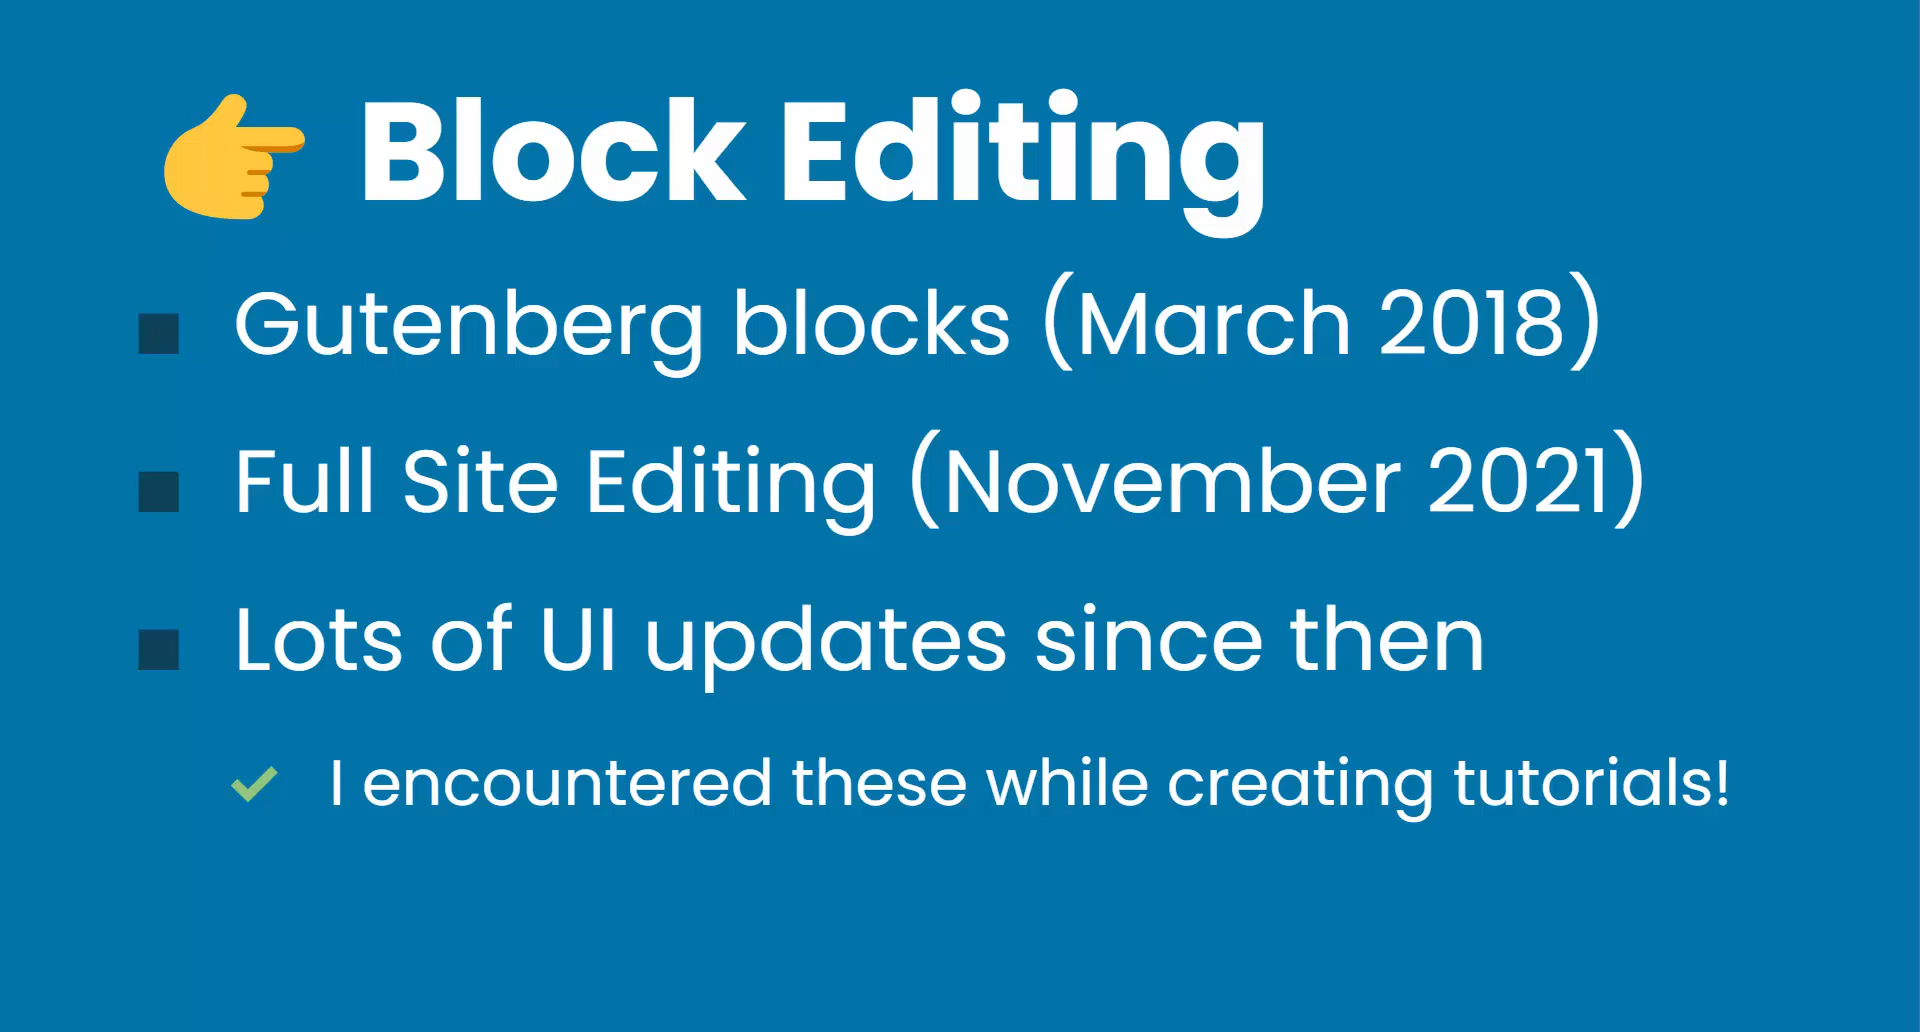 👉 Block Editing
Gutenberg blocks (March 2018)
Full Site Editing (November 2021)
Lots of UI updates since then
I encountered these while creating tutorials!